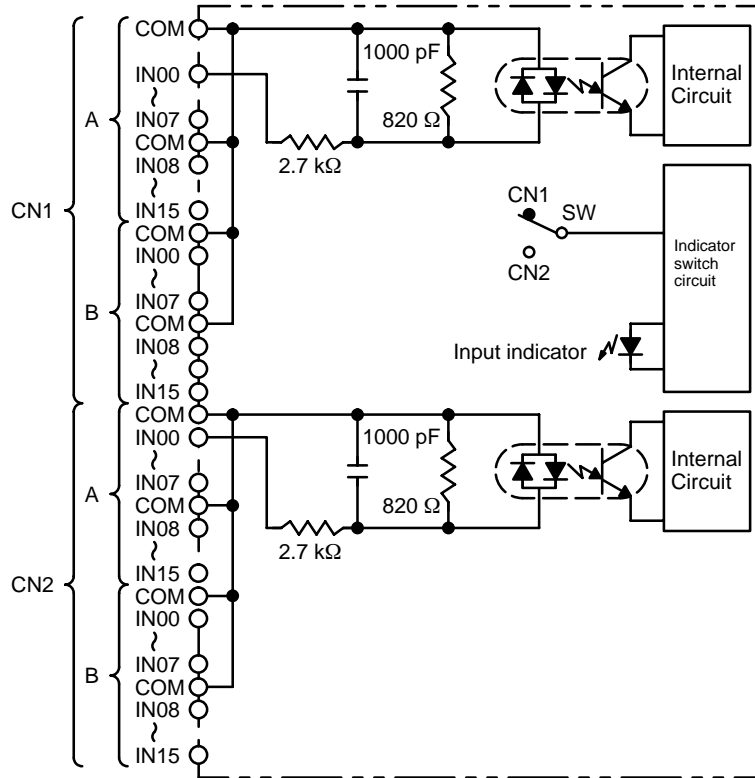 CN1
A
COM
IN00
~
IN07
COM
IN08
~
IN15
B
COM
IN00
~
IN07
COM
IN08
~
IN15
1000 pF
820 Ω
2.7 kΩ
Internal
Circuit
CN1
SW
CN2
Indicator
switch
circuit
Input indicator
CN2
A
COM
IN00
~
IN07
COM
IN08
~
IN15
B
COM
IN00
~
IN07
COM
IN08
~
IN15
1000 pF
820 Ω
2.7 kΩ
Internal
Circuit